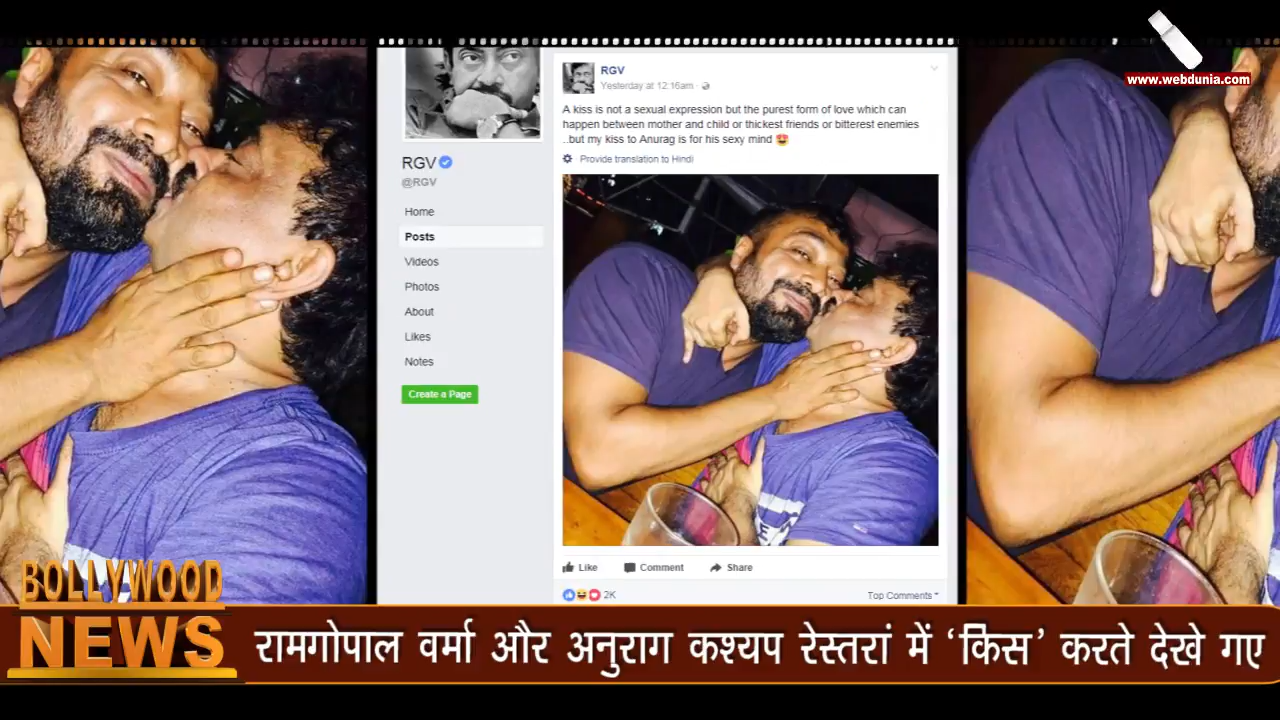 www.webdunia.com
RGV
Yesterday at 12:16am
A kiss is not a sexual expression but the purest form of love which can
happen between mother and child or thickest friends or bitterest enemies
..but my kiss to Anurag is for his sexy mind 😍
Provide translation to Hindi
RGV
@RGV
Home
Posts
Videos
Photos
About
Likes
Notes
Create a Page
Like Comment Share
2K Top Comments
BOLLYWOOD
NEWS
रामगोपाल वर्मा और अनुराग कश्यप रेस्तरां में ‘किस’ करते देखे गए